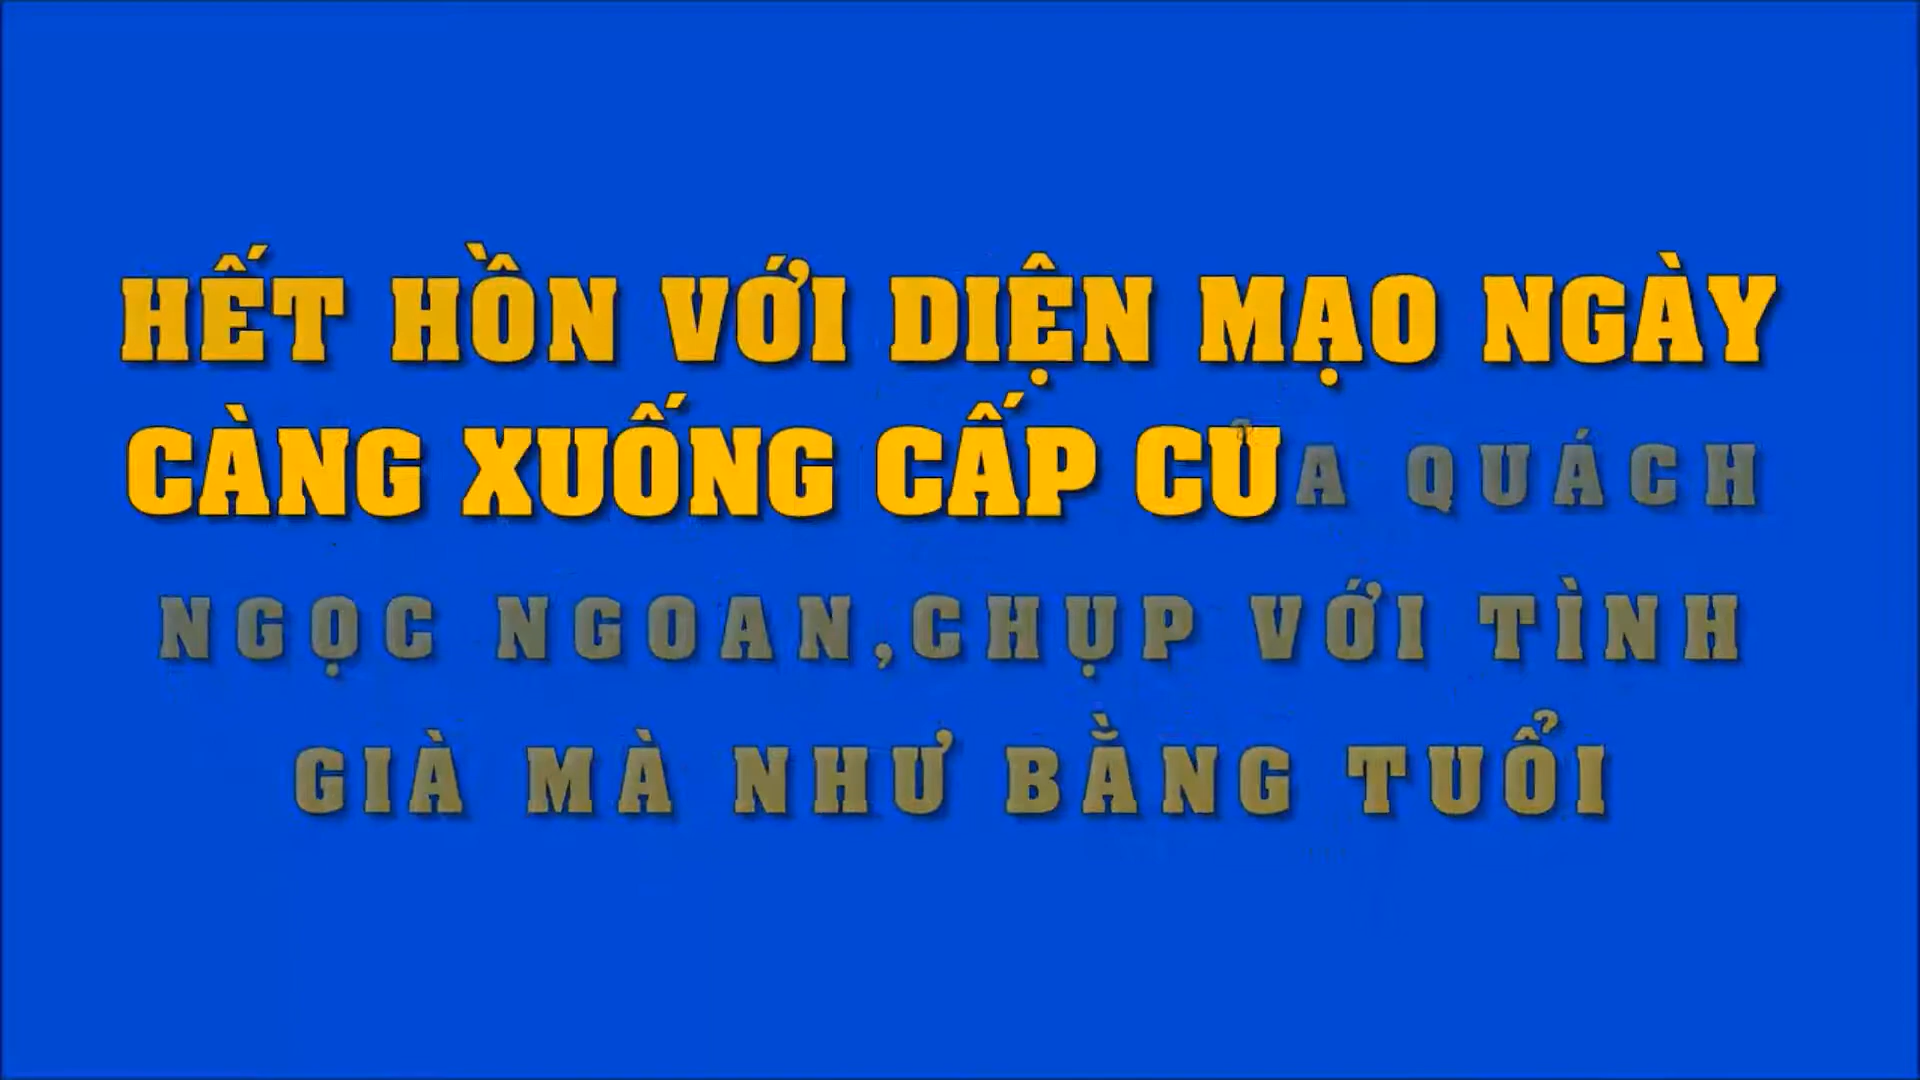 HẾT HỒN VỚI DIỆN MẠO NGÀY
CÀNG XUỐNG CẤP CỦA QUÁCH
NGỌC NGOAN,CHỤP VỚI TÌNH
GIÀ MÀ NHƯ BẰNG TUỔI